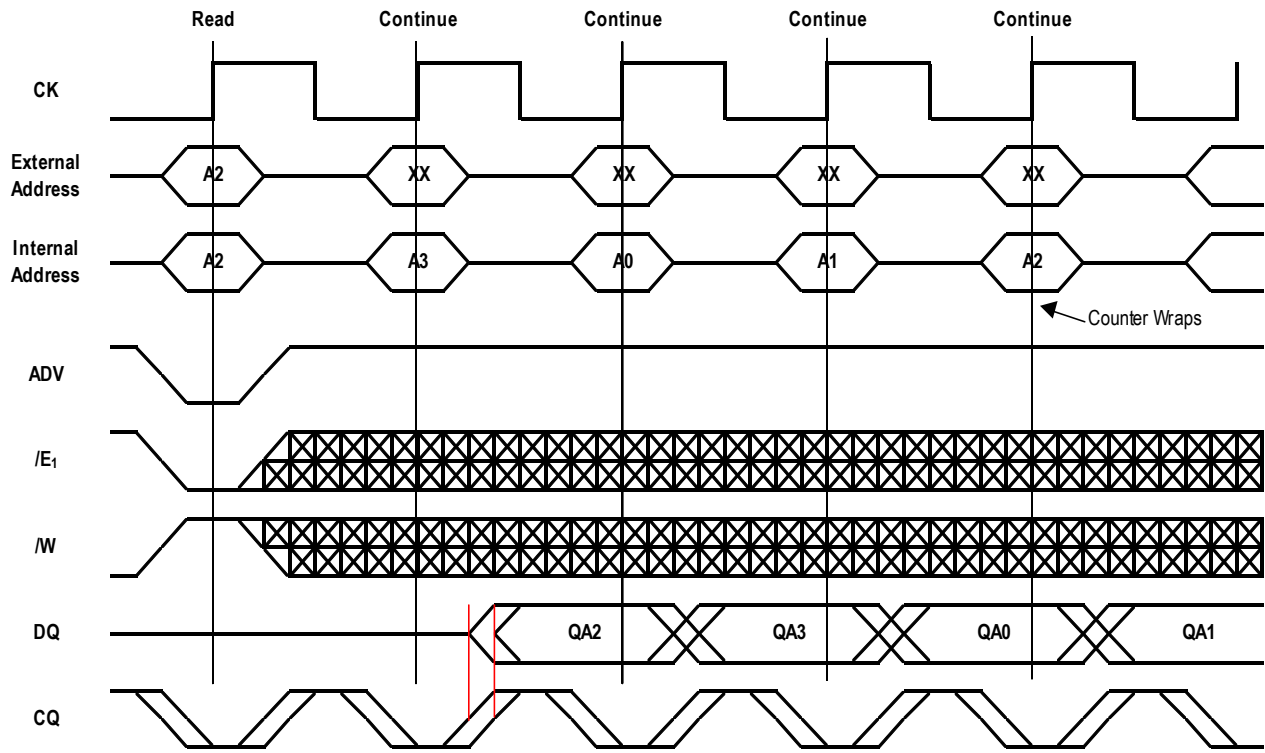 Read Continue Continue Continue Continue
CK
External
Address
A2 XX XX XX XX
Internal
Address
A2 A3 A0 A1 A2
Counter Wraps
ADV
/E₁
/W
DQ QA2 QA3 QA0 QA1
CQ